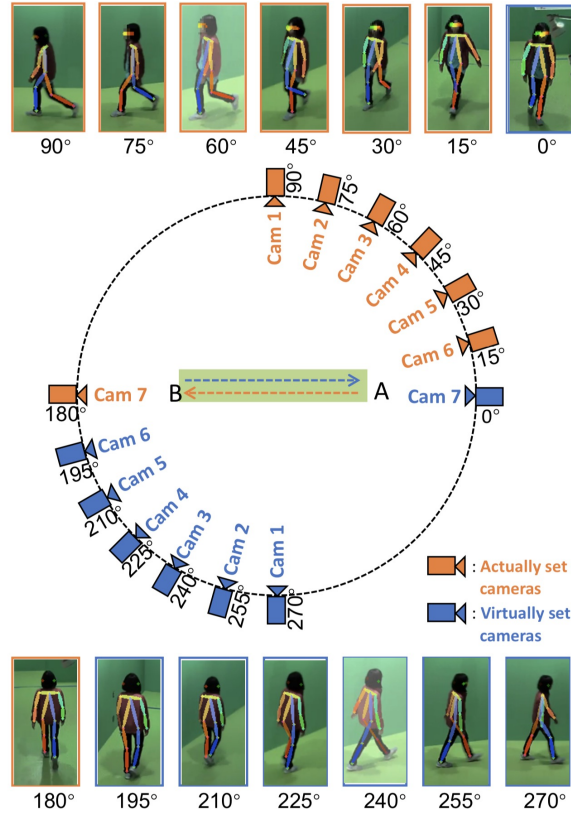 90° 75° 60° 45° 30° 15° 0°
90°
75°
60°
45°
30°
15°
Cam 1
Cam 2
Cam 3
Cam 4
Cam 5
Cam 6
Cam 7 B A Cam 7
180° 0°
Cam 6
195°
Cam 5
210°
Cam 4
225°
Cam 3
240°
Cam 2
255°
Cam 1
270°
: Actually set
cameras
: Virtually set
cameras
180° 195° 210° 225° 240° 255° 270°